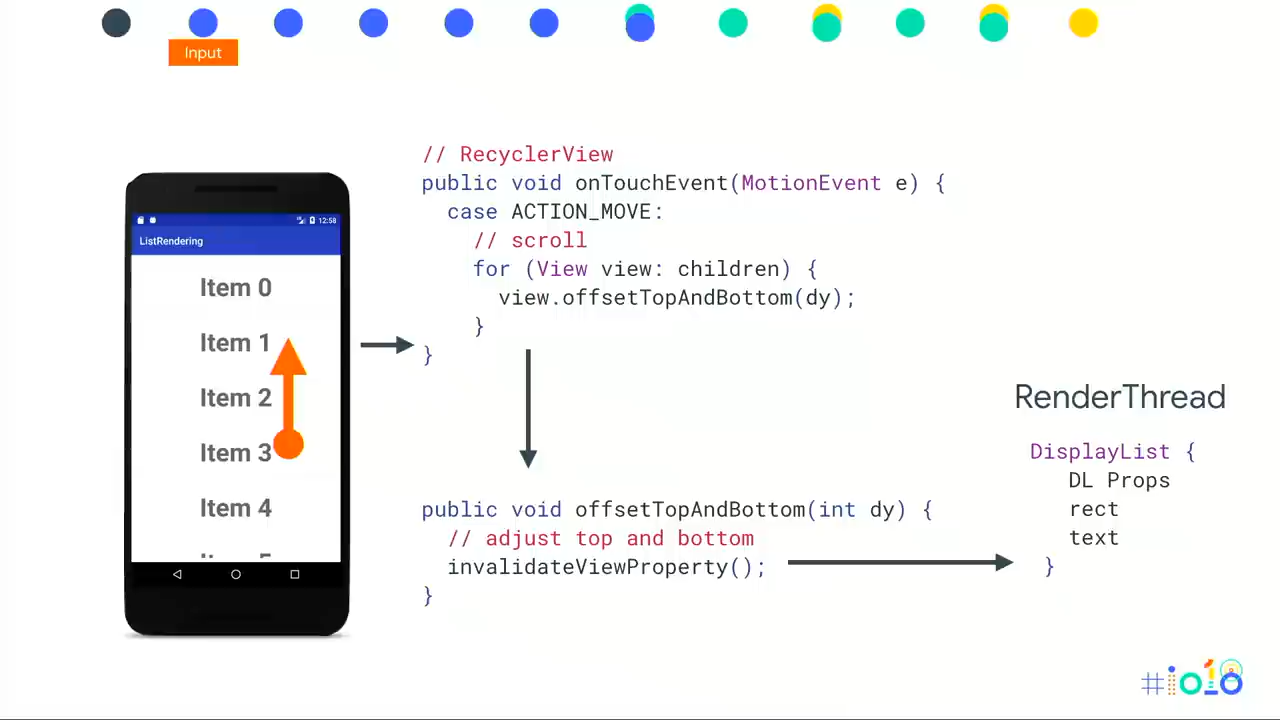 Input
12:58
ListRendering
Item 0
Item 1
Item 2
Item 3
Item 4
// RecyclerView
public void onTouchEvent(MotionEvent e) {
case ACTION_MOVE:
// scroll
for (View view: children) {
view.offsetTopAndBottom(dy);
}
}
public void offsetTopAndBottom(int dy) {
// adjust top and bottom
invalidateViewProperty();
}
RenderThread
DisplayList {
DL Props
rect
text
}
#io18